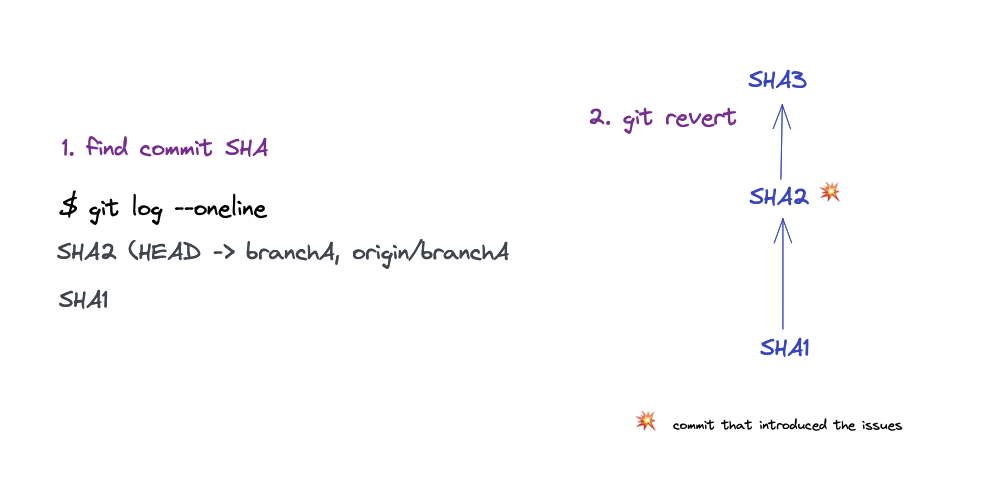 1. find commit SHA
$ git log --oneline
SHA2 (HEAD -> branchA, origin/branchA
SHA1
SHA3
2. git revert
SHA2
SHA1
commit that introduced the issues